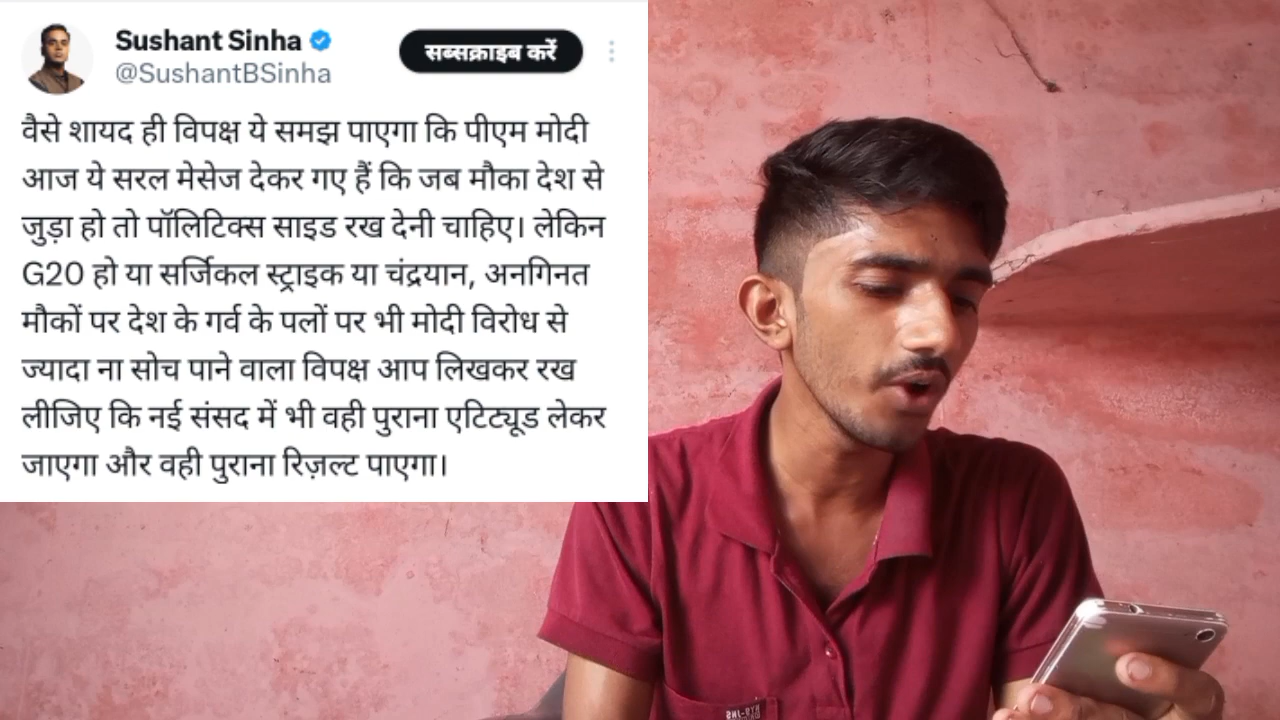 Sushant Sinha
@SushantBSinha
सब्सक्राइब करें
वैसे शायद ही विपक्ष ये समझ पाएगा कि पीएम मोदी
आज ये सरल मेसेज देकर गए हैं कि जब मौका देश से
जुड़ा हो तो पॉलिटिक्स साइड रख देनी चाहिए। लेकिन
G20 हो या सर्जिकल स्ट्राइक या चंद्रयान, अनगिनत
मौकों पर देश के गर्व के पलों पर भी मोदी विरोध से
ज्यादा ना सोच पाने वाला विपक्ष आप लिखकर रख
लीजिए कि नई संसद में भी वही पुराना एटिट्यूड लेकर
जाएगा और वही पुराना रिज़ल्ट पाएगा।